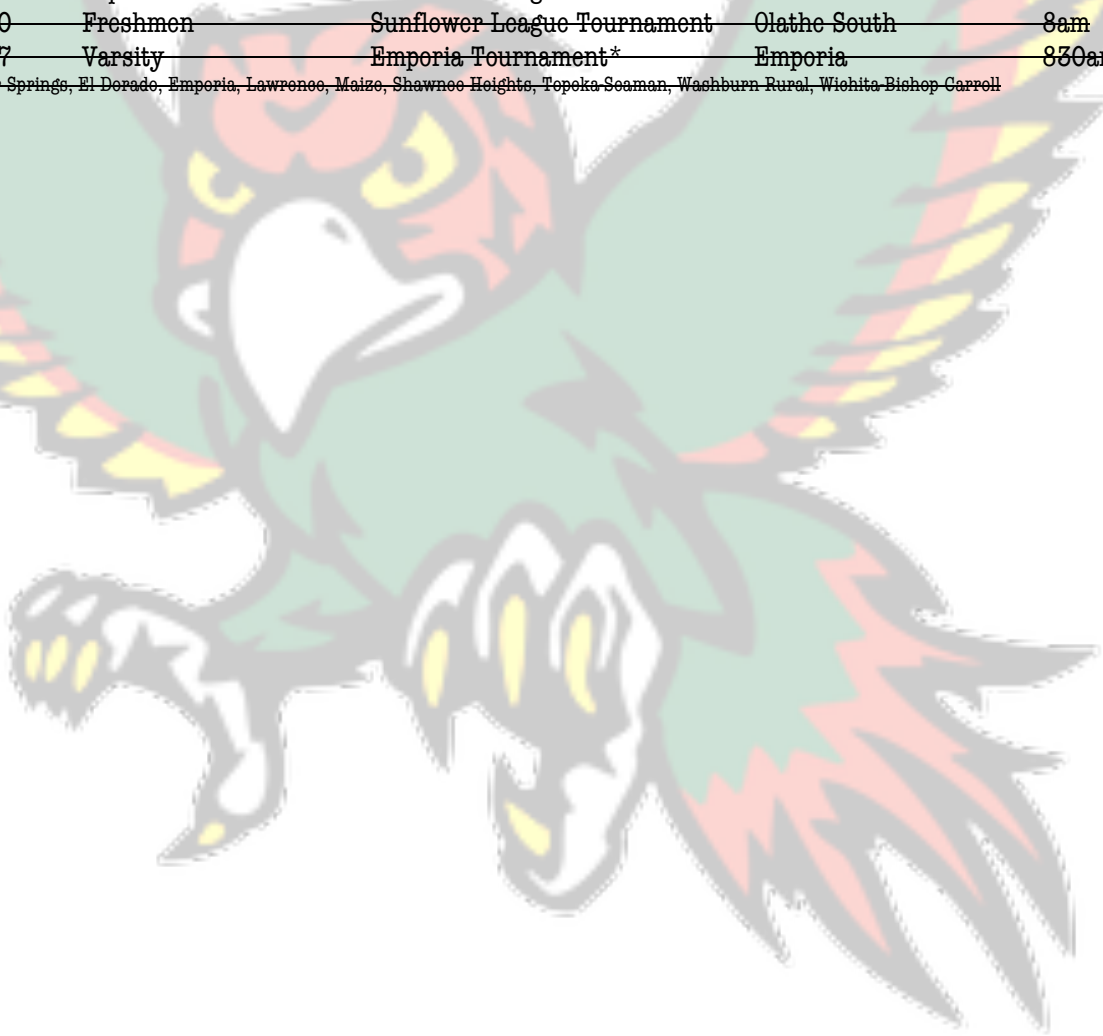 0 Freshmen Sunflower League Tournament Olathe South 8am
7 Varsity Emporia Tournament* Emporia 830a
Springs, El Dorado, Emporia, Lawrence, Maize, Shawnee Heights, Topeka-Seaman, Washburn Rural, Wichita-Bishop Carroll